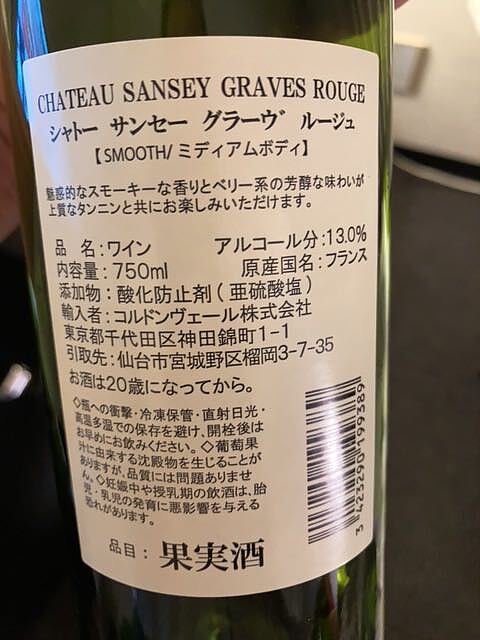 CHATEAU SANSEY GRAVES ROUGE
シャトー サンセー グラーヴ ルージュ
【 SMOOTH/ ミディアムボディ】
魅惑的なスモーキーな香りとベリー系の芳醇な味わいが
上質なタンニンと共にお楽しみいただけます。
品 名：ワイン アルコール分：13.0%
内容量：750ml 原産国名：フランス
添加物：酸化防止剤（亜硫酸塩）
輸入者：コルドンヴェール株式会社
東京都千代田区神田錦町1-1
引取先：仙台市宮城野区榴岡3-7-35
お酒は20歳になってから。
◇瓶への衝撃・冷凍保管・直射日光・
高温多湿での保存を避け、開栓後は
お早めにお飲みください。◇葡萄果
汁に由来する沈殿物を生じることが
ありますが、品質には問題ありませ
ん。◇妊娠中や授乳期の飲酒は、胎
児・乳児の発育に悪影響を与える
恐れがあります。
3 423290 199389
品目：果実酒